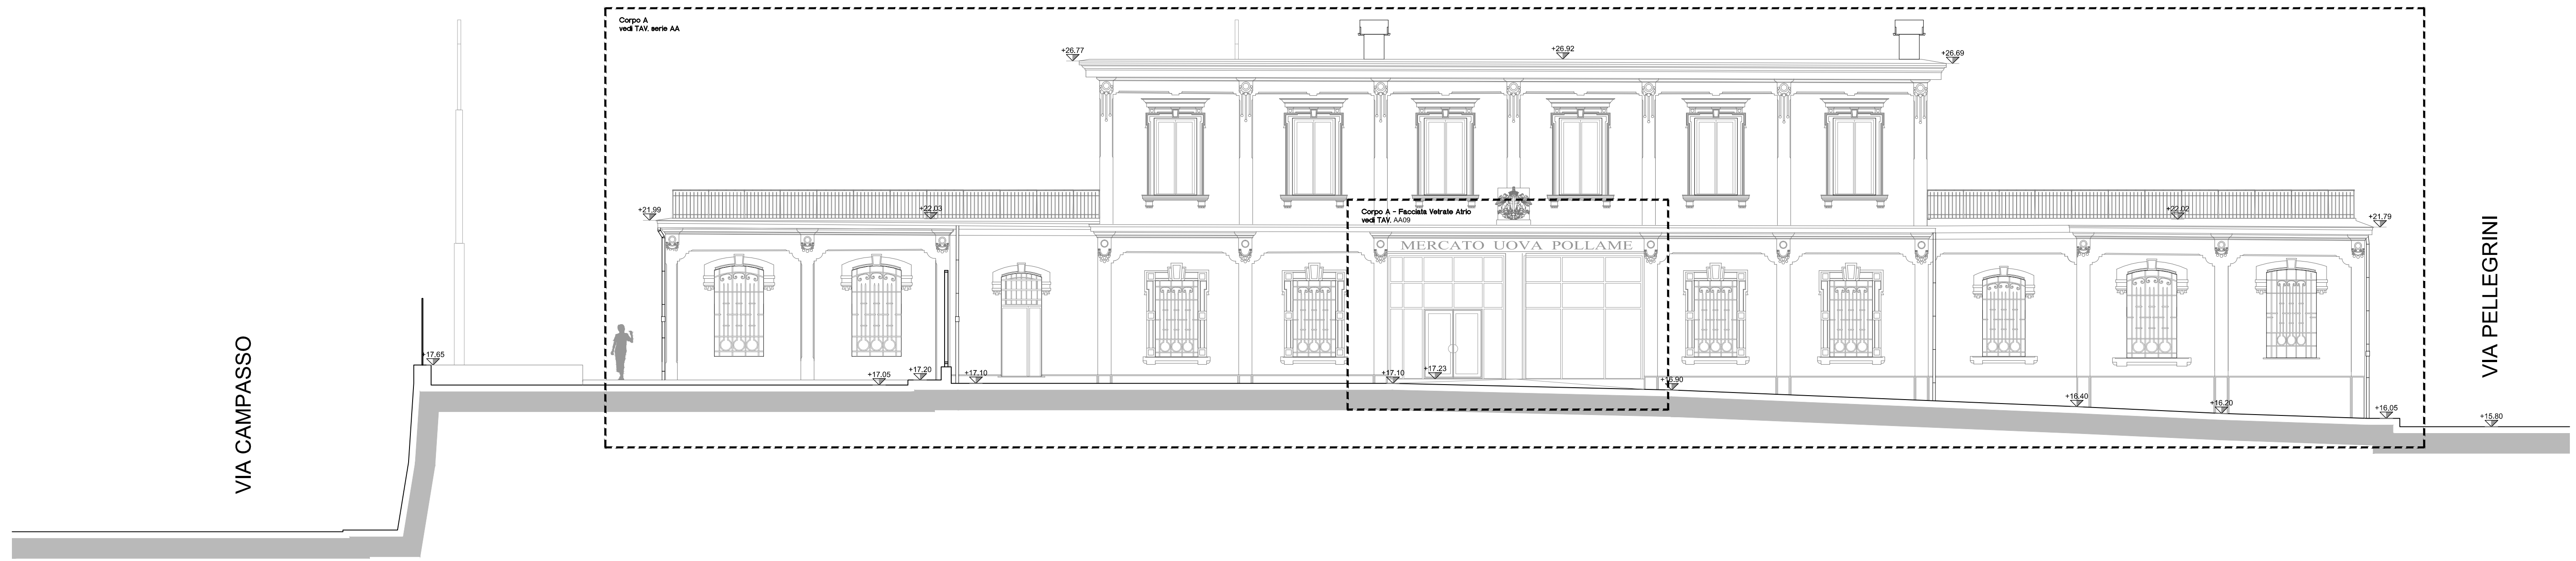 Corpo A
vedi TAV. serie AA
+26.77
+26.92
+26.69
+21.99
+22.03
Corpo A - Facciata Vetrate Atrio
vedi TAV. AA09
+22.02
+21.79
MERCATO UOVA POLLAME
VIA CAMPASSO
VIA PELLEGRINI
+17.65
+17.05
+17.20
+17.10
+17.10
+17.23
+16.90
+16.40
+16.20
+16.05
+15.80